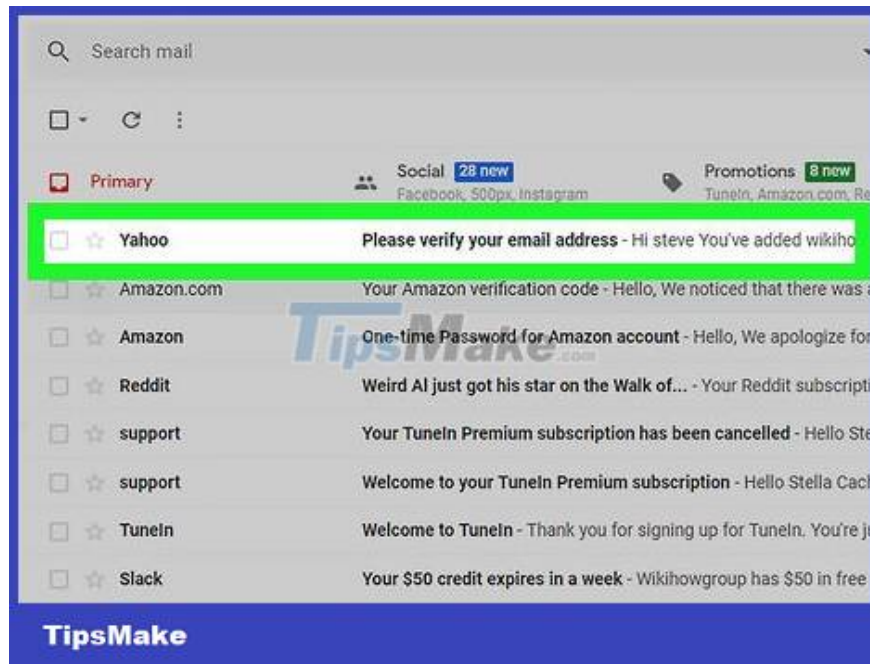 Search mail
Primary
Social 28 new
Facebook, 500px, Instagram
Promotions 8 new
TuneIn, Amazon.com, Re
Yahoo Please verify your email address - Hi steve You've added wikiho
Amazon.com Your Amazon verification code - Hello, We noticed that there was a
Amazon One-time Password for Amazon account - Hello, We apologize for
Reddit Weird Al just got his star on the Walk of... - Your Reddit subscripti
support Your TuneIn Premium subscription has been cancelled - Hello Ste
support Welcome to your TuneIn Premium subscription - Hello Stella Cach
TuneIn Welcome to TuneIn - Thank you for signing up for TuneIn. You're ju
Slack Your $50 credit expires in a week - Wikihowgroup has $50 in free
TipsMake.com
TipsMake